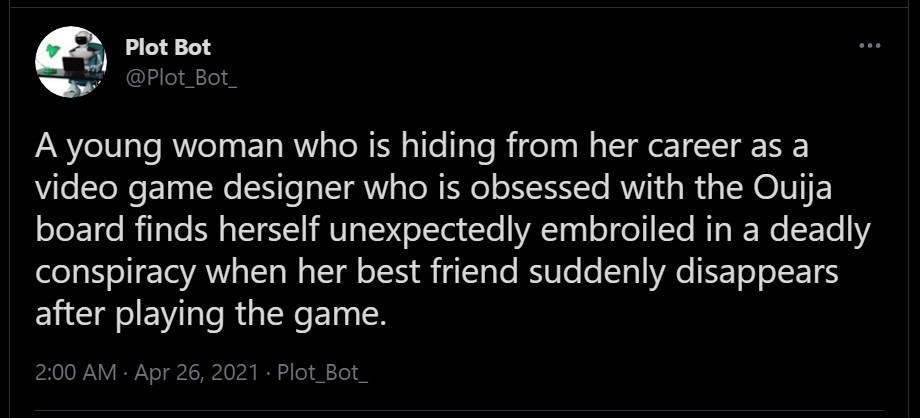 Plot Bot
@Plot_Bot_
A young woman who is hiding from her career as a
video game designer who is obsessed with the Ouija
board finds herself unexpectedly embroiled in a deadly
conspiracy when her best friend suddenly disappears
after playing the game.
2:00 AM · Apr 26, 2021 · Plot_Bot_